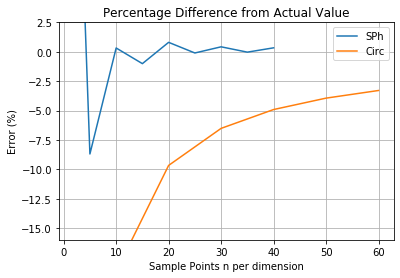 Percentage Difference from Actual Value
SPh
Circ
2.5
0.0
−2.5
−5.0
−7.5
−10.0
−12.5
−15.0
Error (%)
0 10 20 30 40 50 60
Sample Points n per dimension